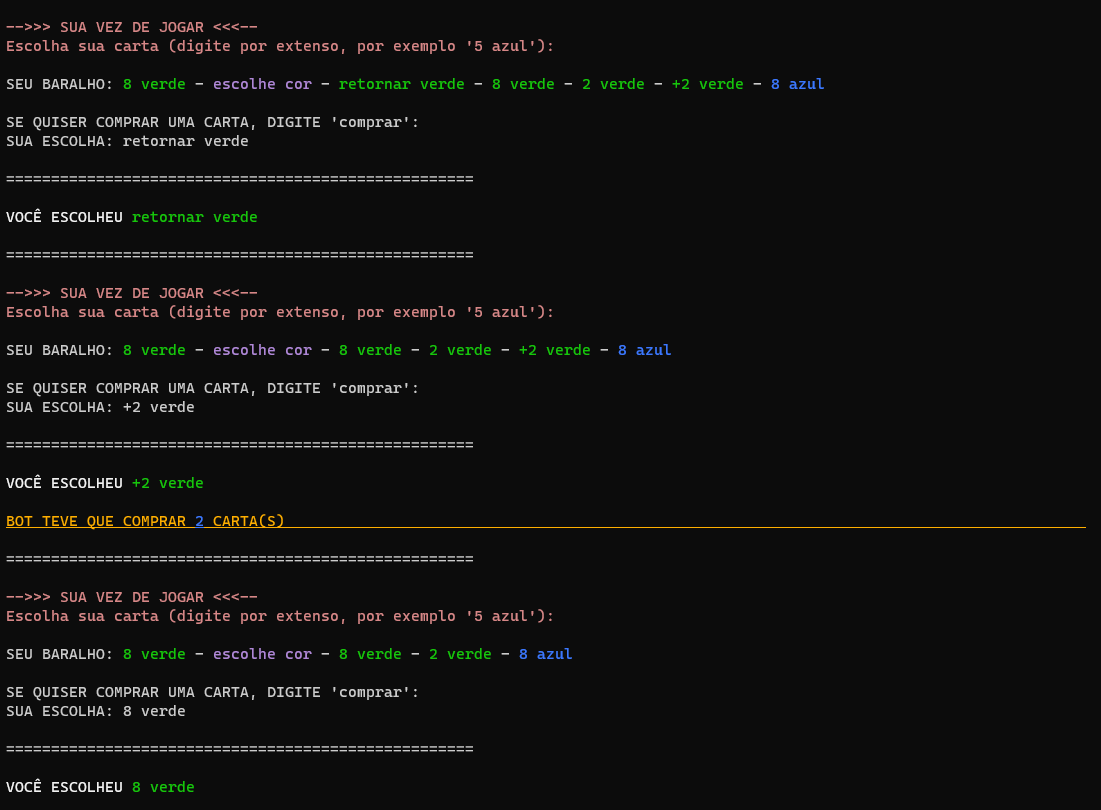 -->>> SUA VEZ DE JOGAR <<<--
Escolha sua carta (digite por extenso, por exemplo '5 azul'):
SEU BARALHO: 8 verde - escolhe cor - retornar verde - 8 verde - 2 verde - +2 verde - 8 azul
SE QUISER COMPRAR UMA CARTA, DIGITE 'comprar':
SUA ESCOLHA: retornar verde
====================================================
VOCÊ ESCOLHEU retornar verde
====================================================
-->>> SUA VEZ DE JOGAR <<<--
Escolha sua carta (digite por extenso, por exemplo '5 azul'):
SEU BARALHO: 8 verde - escolhe cor - 8 verde - 2 verde - +2 verde - 8 azul
SE QUISER COMPRAR UMA CARTA, DIGITE 'comprar':
SUA ESCOLHA: +2 verde
====================================================
VOCÊ ESCOLHEU +2 verde
BOT TEVE QUE COMPRAR 2 CARTA(S)
====================================================
-->>> SUA VEZ DE JOGAR <<<--
Escolha sua carta (digite por extenso, por exemplo '5 azul'):
SEU BARALHO: 8 verde - escolhe cor - 8 verde - 2 verde - 8 azul
SE QUISER COMPRAR UMA CARTA, DIGITE 'comprar':
SUA ESCOLHA: 8 verde
====================================================
VOCÊ ESCOLHEU 8 verde